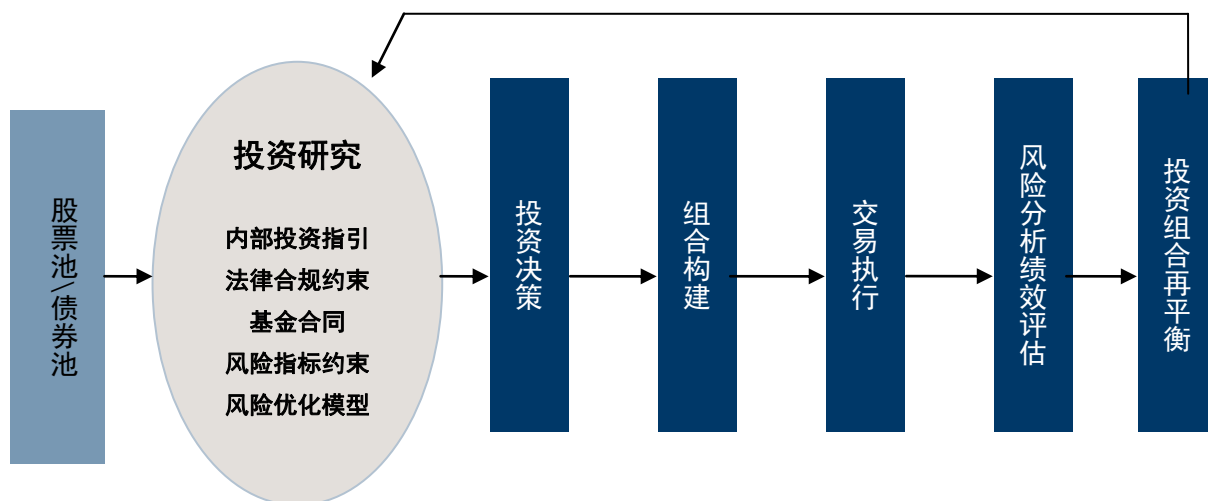 股票池\债券池
投资研究
内部投资指引
法律合规约束
基金合同
风险指标约束
风险优化模型
投资决策
组合构建
交易执行
风险分析绩效评估
投资组合再平衡